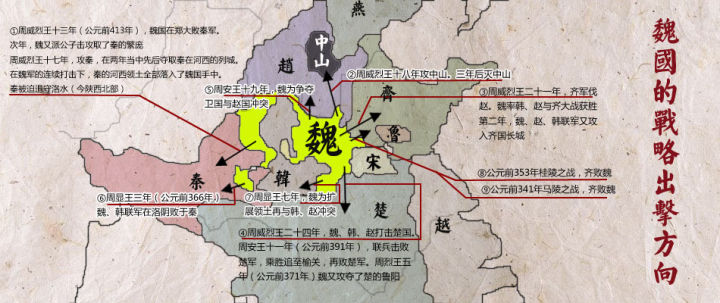 魏國的戰略出擊方向
①周威烈王十三年（公元前413年），魏国在郑大败秦军。
次年，魏又派公子击攻取了秦的繁庞
周威烈王十七年，攻秦，在两年当中先后夺取秦在河西的列城。
在魏军的连续打击下，秦的河西领土全部落入了魏国手中。
秦被迫退守洛水（今陕西北部）
②周威烈王十八年攻中山、三年后灭中山
③周威烈王二十一年，齐军伐
赵。魏率韩、赵与齐大战获胜
第二年，魏、赵、韩联军又攻
入齐国长城
⑤周安王十九年，魏为争夺
卫国与赵国冲突
⑧公元前353年桂陵之战，齐败魏
⑨公元前341年马陵之战，齐败魏
⑥周显王三年（公元前366年），
魏、韩联军在洛阴败于秦
⑦周显王七年，魏为扩
展领土再与韩、赵冲突
④周威烈王二十四年，魏、韩、赵打击楚国。
周安王十一年（公元前391年），联兵击败
楚军，乘胜追至榆关，再败楚军。周烈王五
年（公元前371年）魏又攻夺了楚的鲁阳
燕
中山
趙
齊
魯
魏
宋
秦
韓
楚
越